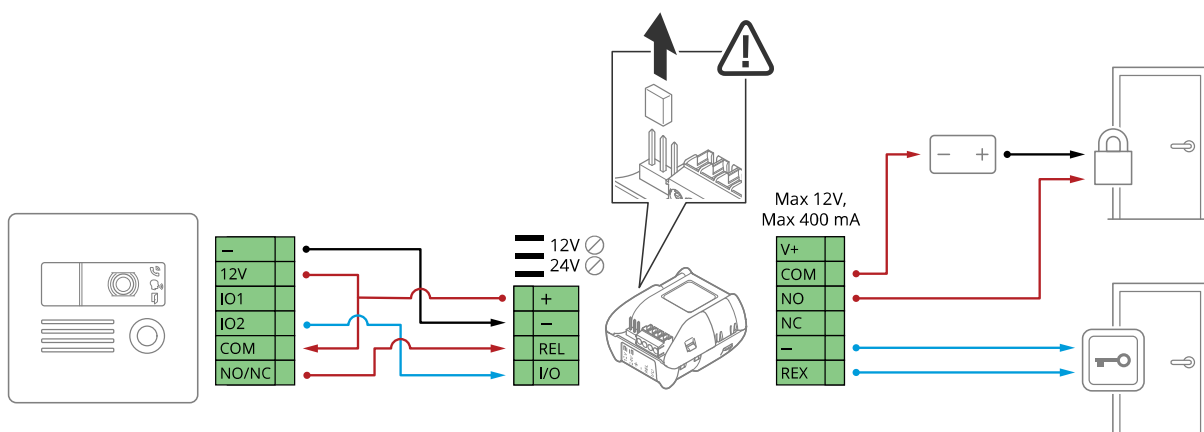 –
12V
IO1
IO2
COM
NO/NC
12V
24V
+
–
REL
I/O
Max 12V,
Max 400 mA
V+
COM
NO
NC
–
REX
– +